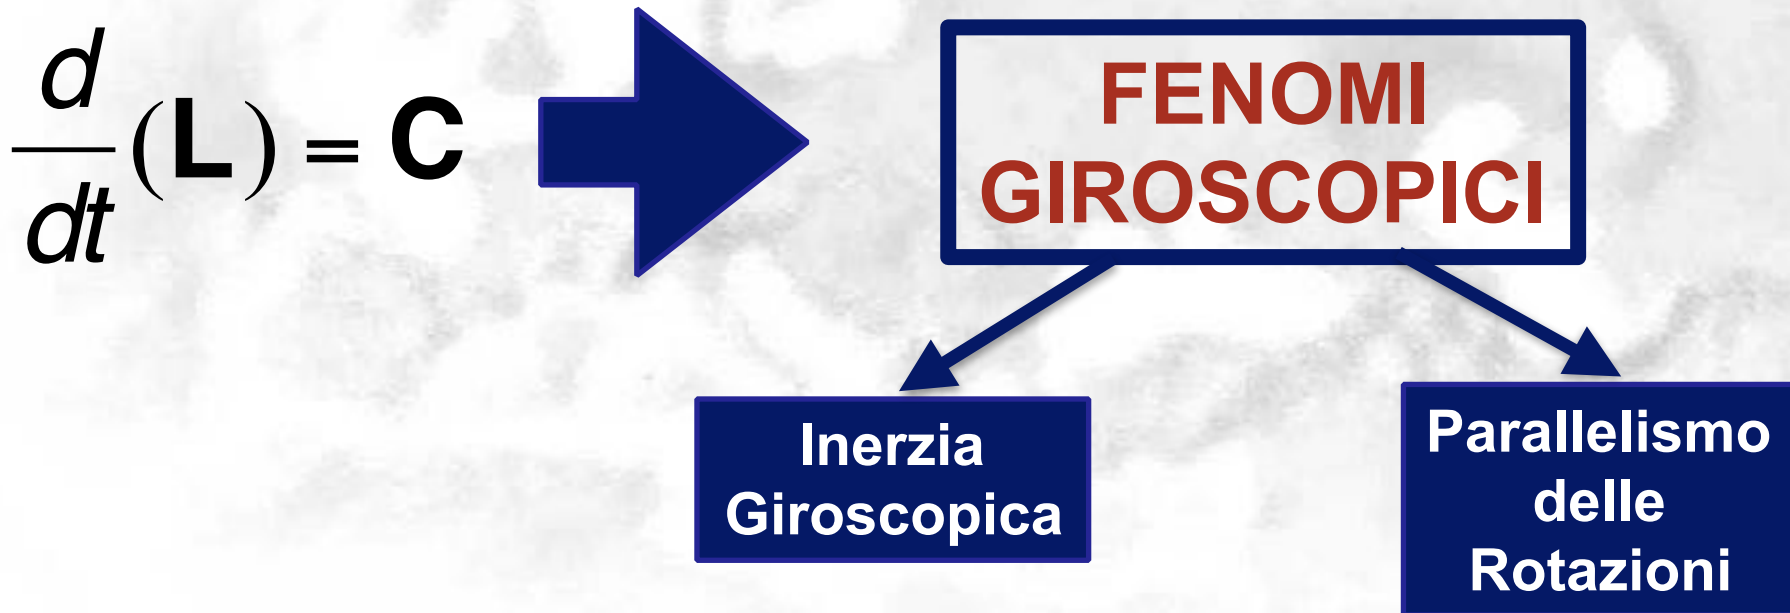 d/dt (L) = C
FENOMI
GIROSCOPICI
Inerzia
Giroscopica
Parallelismo
delle
Rotazioni